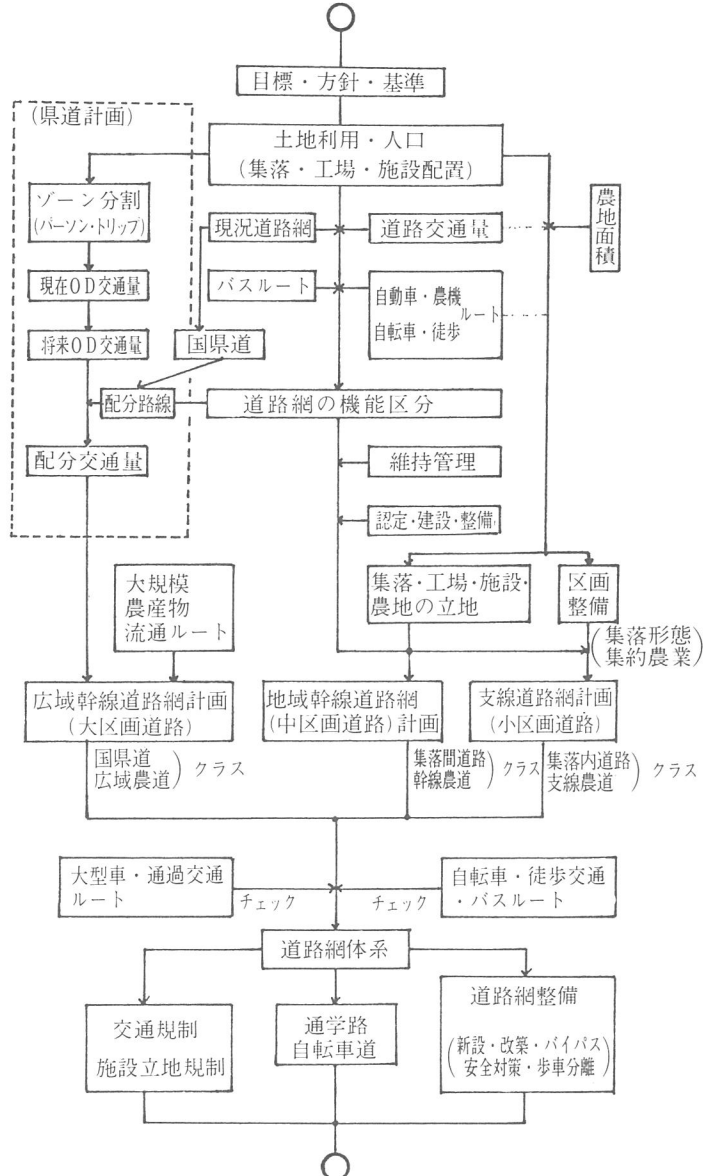 目標・方針・基準
(県道計画)
土地利用・人口
(集落・工場・施設配置)
ゾーン分割
(パーソン・トリップ)
現況道路網
道路交通量
農地面積
現在OD交通量
バスルート
自動車・農機
ルート
自転車・徒歩
将来OD交通量
国県道
配分路線
道路網の機能区分
配分交通量
維持管理
認定・建設・整備
大規模
農産物
流通ルート
集落・工場・施設・
農地の立地
区画
整備
(集落形態
集約農業)
広域幹線道路網計画
(大区画道路)
地域幹線道路網
(中区画道路)計画
支線道路網計画
(小区画道路)
国県道
広域農道
)クラス
集落間道路
幹線農道
)クラス
集落内道路
支線農道
)クラス
大型車・通過交通
ルート
チェック
チェック
自転車・徒歩交通
・バスルート
道路網体系
交通規制
施設立地規制
通学路
自転車道
道路網整備
(新設・改築・バイパス
安全対策・歩車分離)